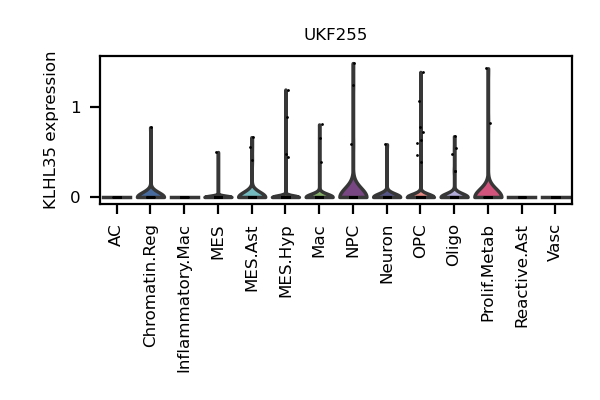 UKF255
KLHL35 expression
1
0
AC
Chromatin.Reg
Inflammatory.Mac
MES
MES.Ast
MES.Hyp
Mac
NPC
Neuron
OPC
Oligo
Prolif.Metab
Reactive.Ast
Vasc